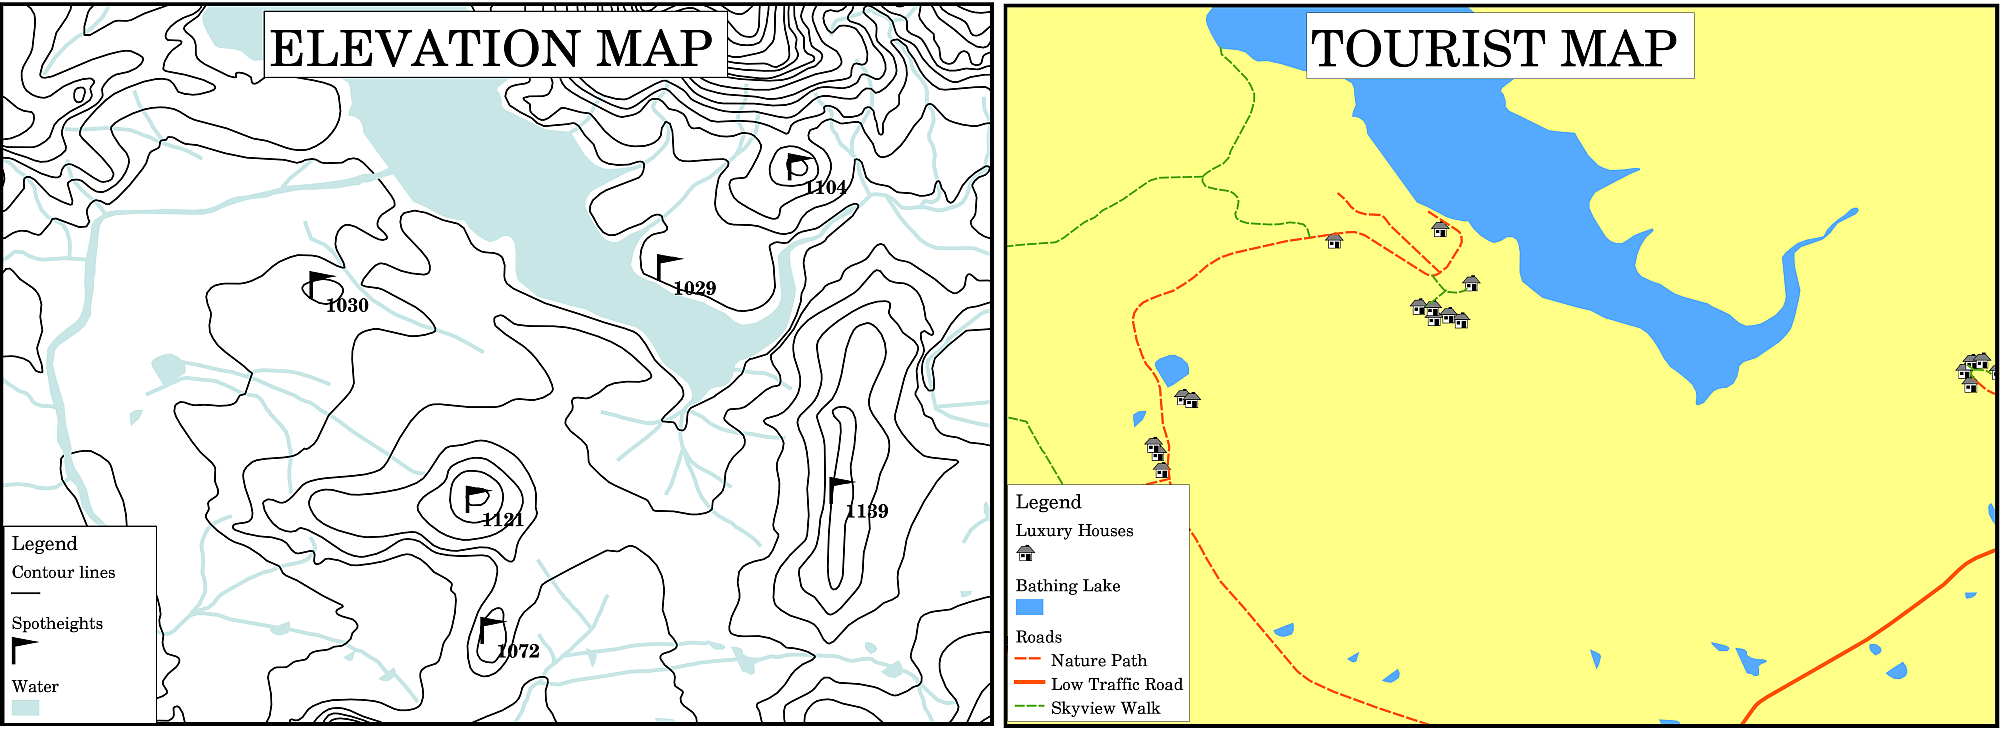 ELEVATION MAP
1104
1029
1030
1121
1139
1072
Legend
Contour lines
Spotheights
Water
TOURIST MAP
Legend
Luxury Houses
Bathing Lake
Roads
Nature Path
Low Traffic Road
Skyview Walk